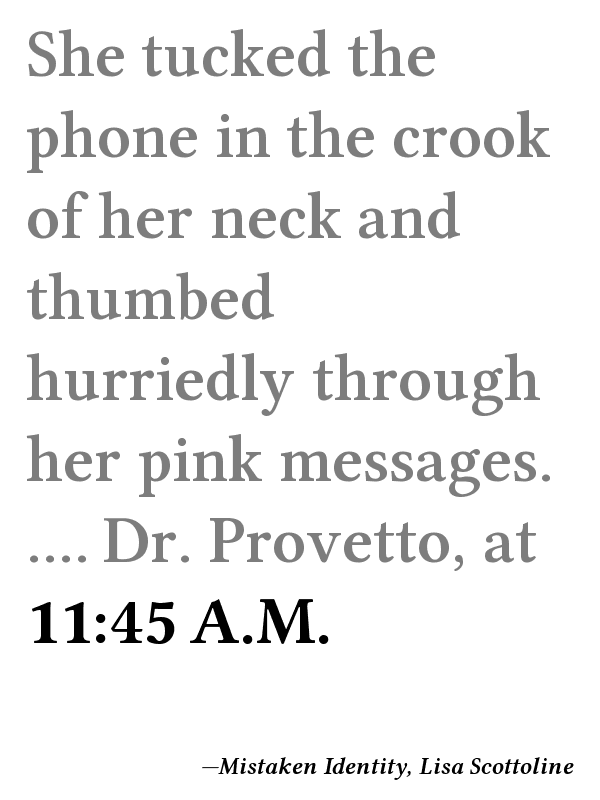 She tucked the
phone in the crook
of her neck and
thumbed
hurriedly through
her pink messages.
.... Dr. Provetto, at
11:45 A.M.
—Mistaken Identity, Lisa Scottoline